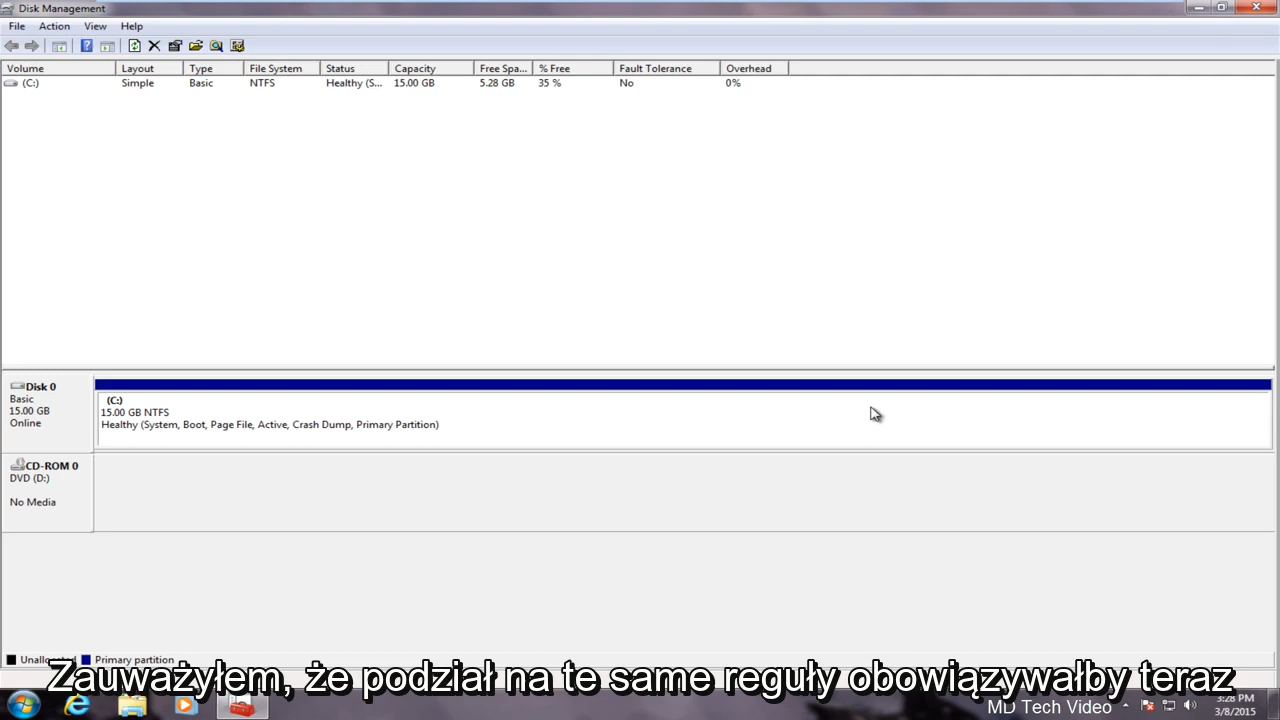 Disk Management
File Action View Help
Volume Layout Type File System Status Capacity Free Spa... % Free Fault Tolerance Overhead
(C:) Simple Basic NTFS Healthy (S... 15.00 GB 5.28 GB 35 % No 0%
Disk 0
Basic
15.00 GB
Online
(C:)
15.00 GB NTFS
Healthy (System, Boot, Page File, Active, Crash Dump, Primary Partition)
CD-ROM 0
DVD (D:)
No Media
Primary partition
Zauważyłem, że podział na te same reguły obowiązywałby teraz
MD Tech Video
3:28 PM
3/8/2015